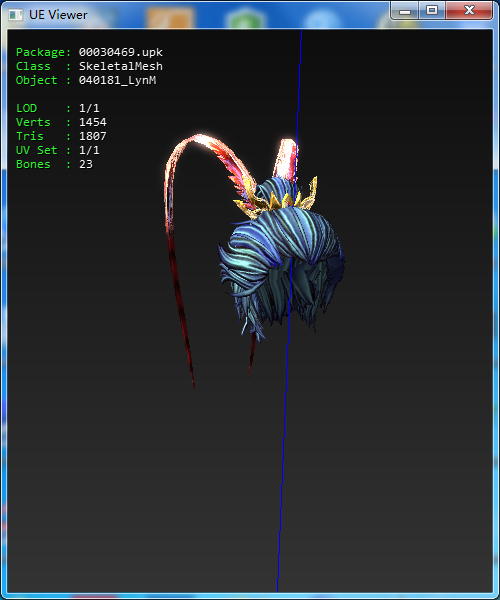 UE Viewer
Package: 00030469.upk
Class : SkeletalMesh
Object : 040181_LynM
LOD : 1/1
Verts : 1454
Tris : 1807
UV Set : 1/1
Bones : 23